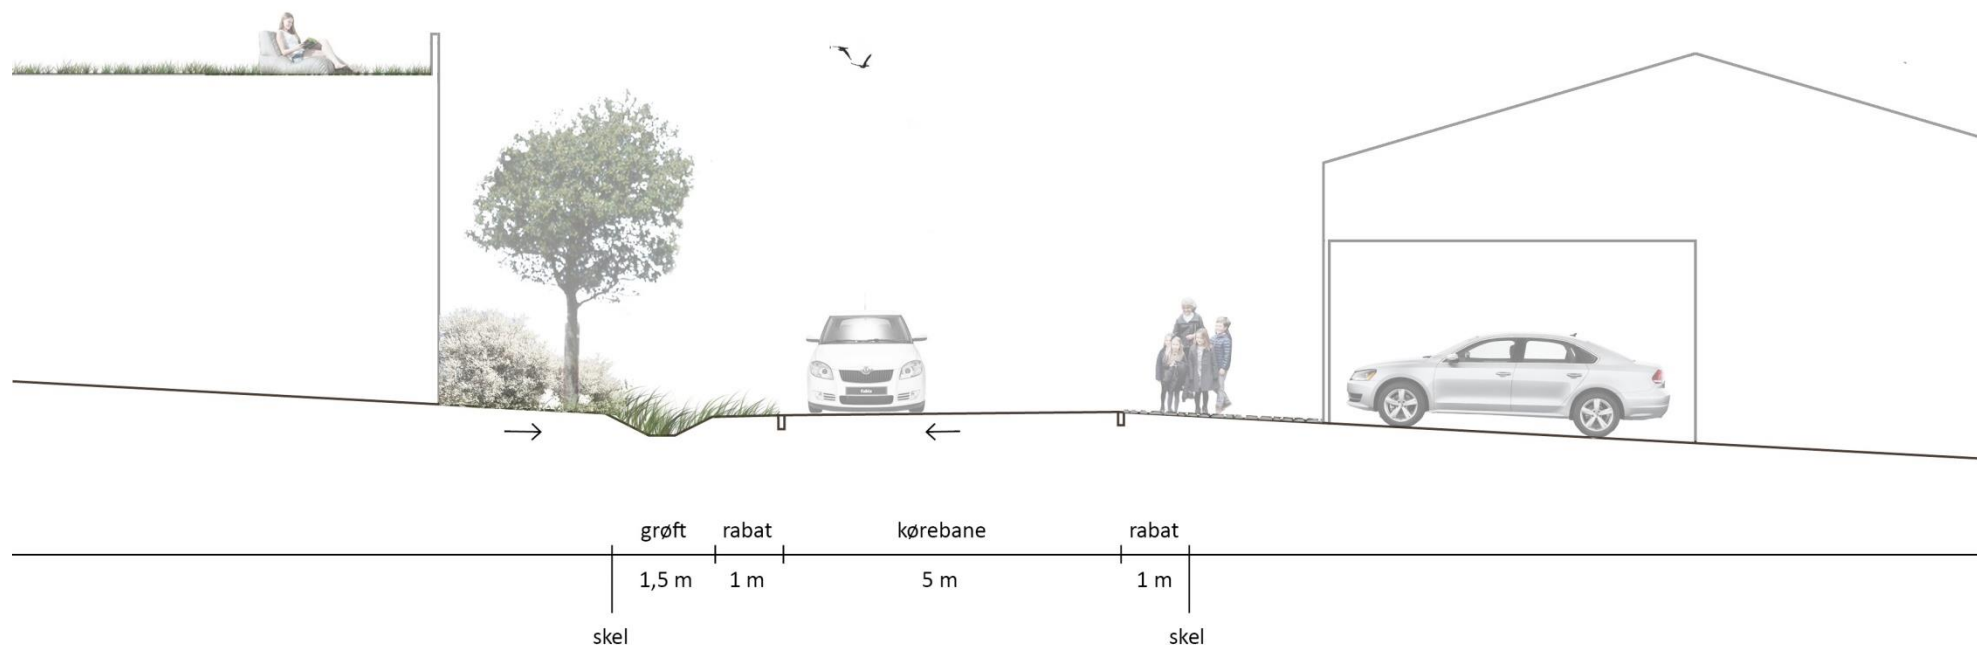 grøft rabat kørebane rabat
1,5 m 1 m 5 m 1 m
skel skel